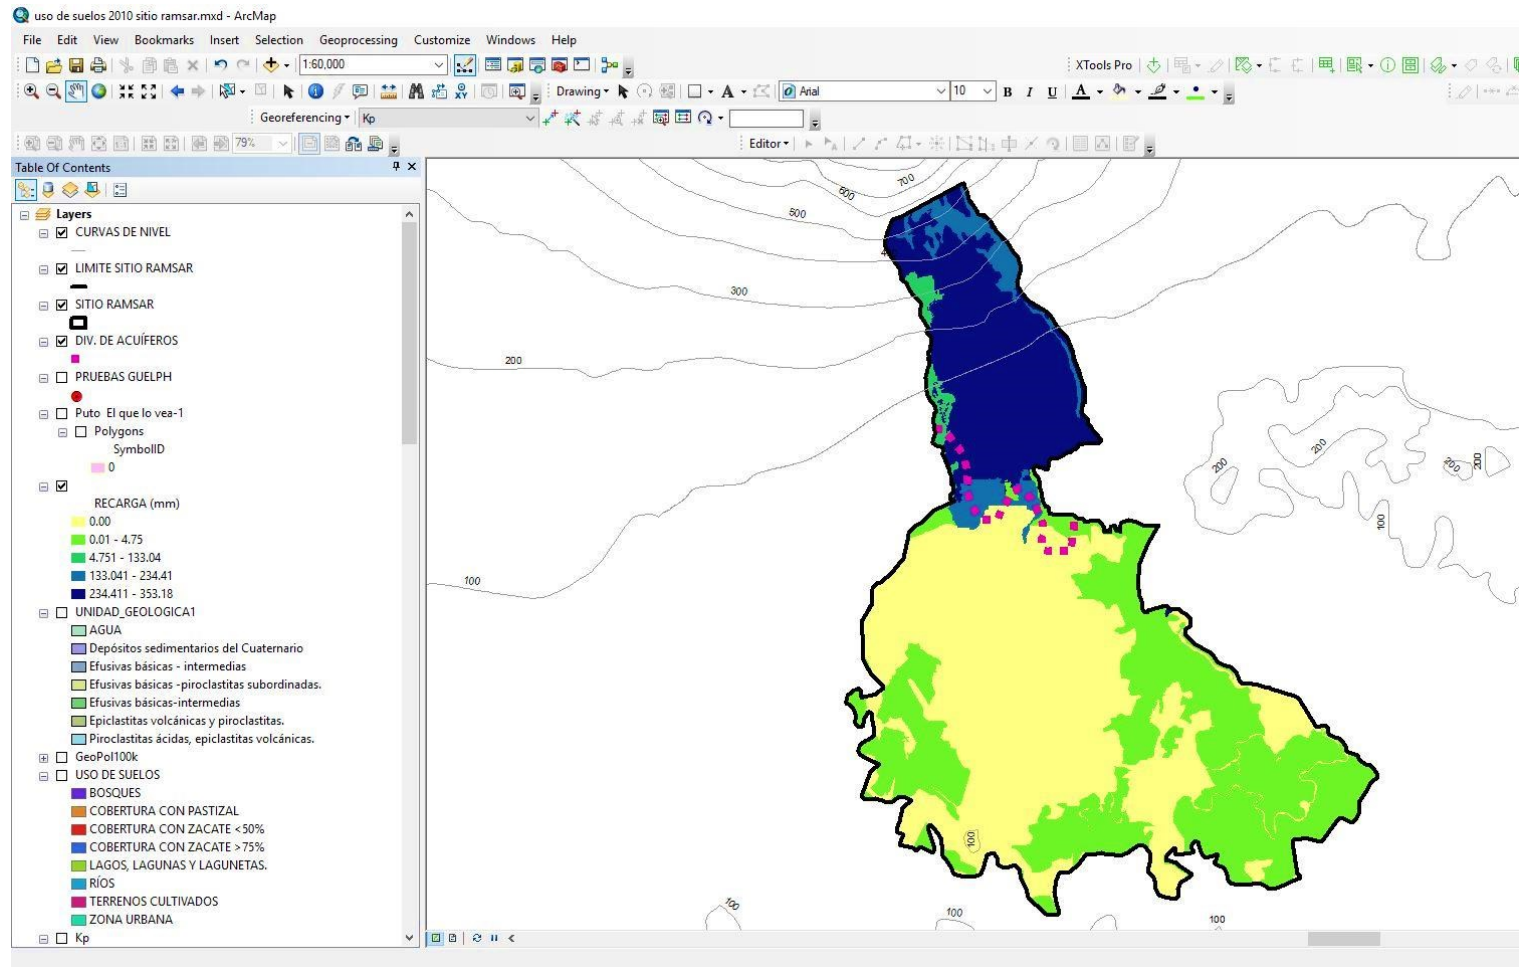 uso de suelos 2010 sitio ramsar.mxd - ArcMap
File Edit View Bookmarks Insert Selection Geoprocessing Customize Windows Help
1:60,000
XTools Pro
Drawing
A
Arial
10
B I U A
Georeferencing
Kp
79%
Editor
Table Of Contents
Layers
CURVAS DE NIVEL
LIMITE SITIO RAMSAR
SITIO RAMSAR
DIV. DE ACUÍFEROS
PRUEBAS GUELPH
Puto El que lo vea-1
Polygons
SymbolID
0
RECARGA (mm)
0.00
0.01 - 4.75
4.751 - 133.04
133.041 - 234.41
234.411 - 353.18
UNIDAD_GEOLOGICA1
AGUA
Depósitos sedimentarios del Cuaternario
Efusivas básicas - intermedias
Efusivas básicas -piroclastitas subordinadas.
Efusivas básicas-intermedias
Epiclastitas volcánicas y piroclastitas.
Piroclastitas ácidas, epiclastitas volcánicas.
GeoPol100k
USO DE SUELOS
BOSQUES
COBERTURA CON PASTIZAL
COBERTURA CON ZACATE <50%
COBERTURA CON ZACATE >75%
LAGOS, LAGUNAS Y LAGUNETAS.
RÍOS
TERRENOS CULTIVADOS
ZONA URBANA
Kp
700
600
500
300
200
100
200
200
200
200
100
100
100
100
100